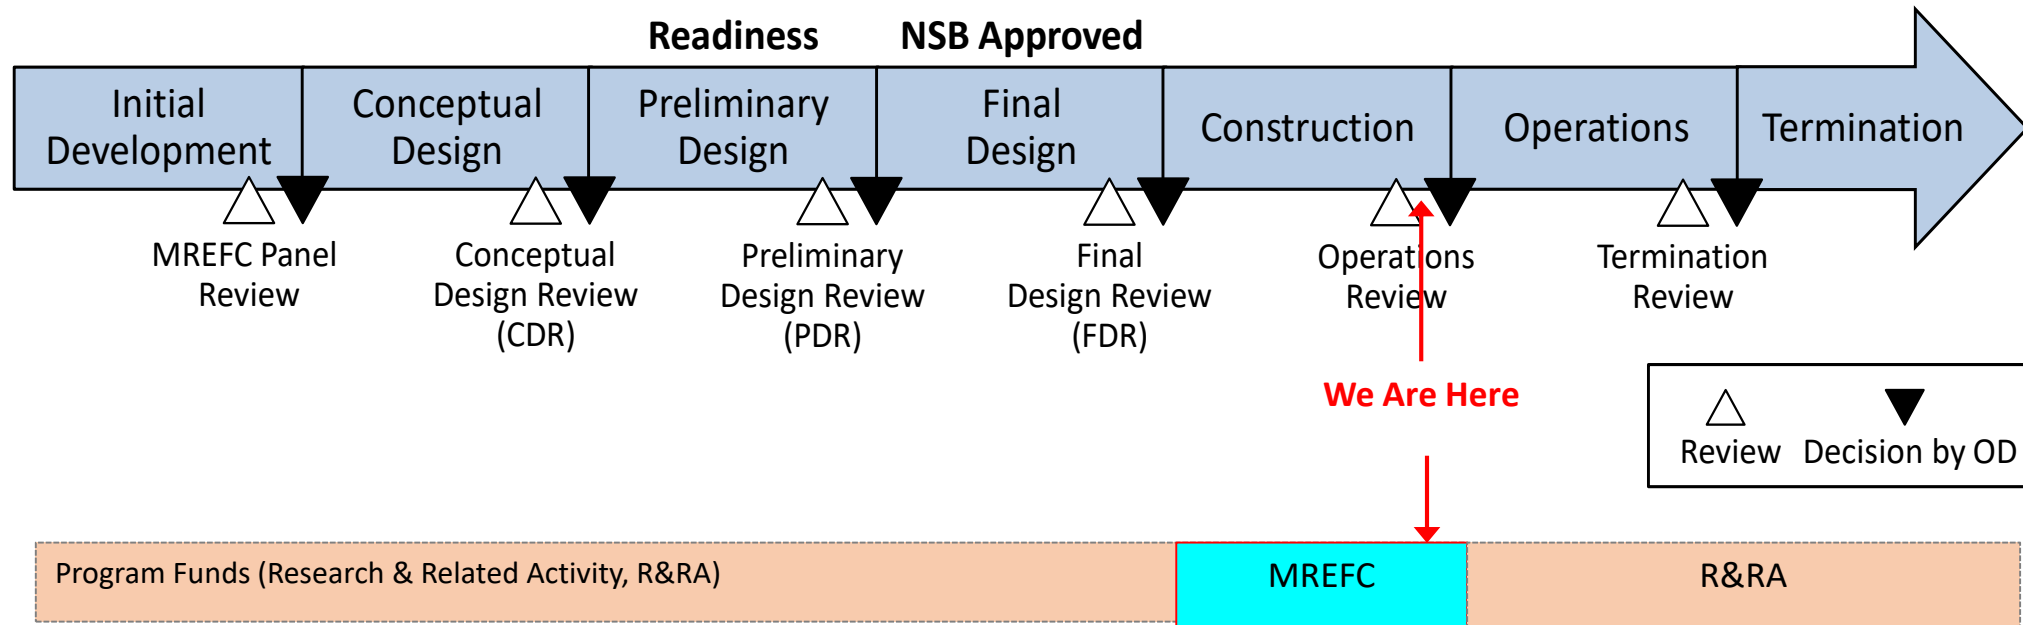 Readiness
NSB Approved
Initial
Development
Conceptual
Design
Preliminary
Design
Final
Design
Construction
Operations
Termination
MREFC Panel
Review
Conceptual
Design Review
(CDR)
Preliminary
Design Review
(PDR)
Final
Design Review
(FDR)
Operations
Review
Termination
Review
We Are Here
Review
Decision by OD
Program Funds (Research & Related Activity, R&RA)
MREFC
R&RA